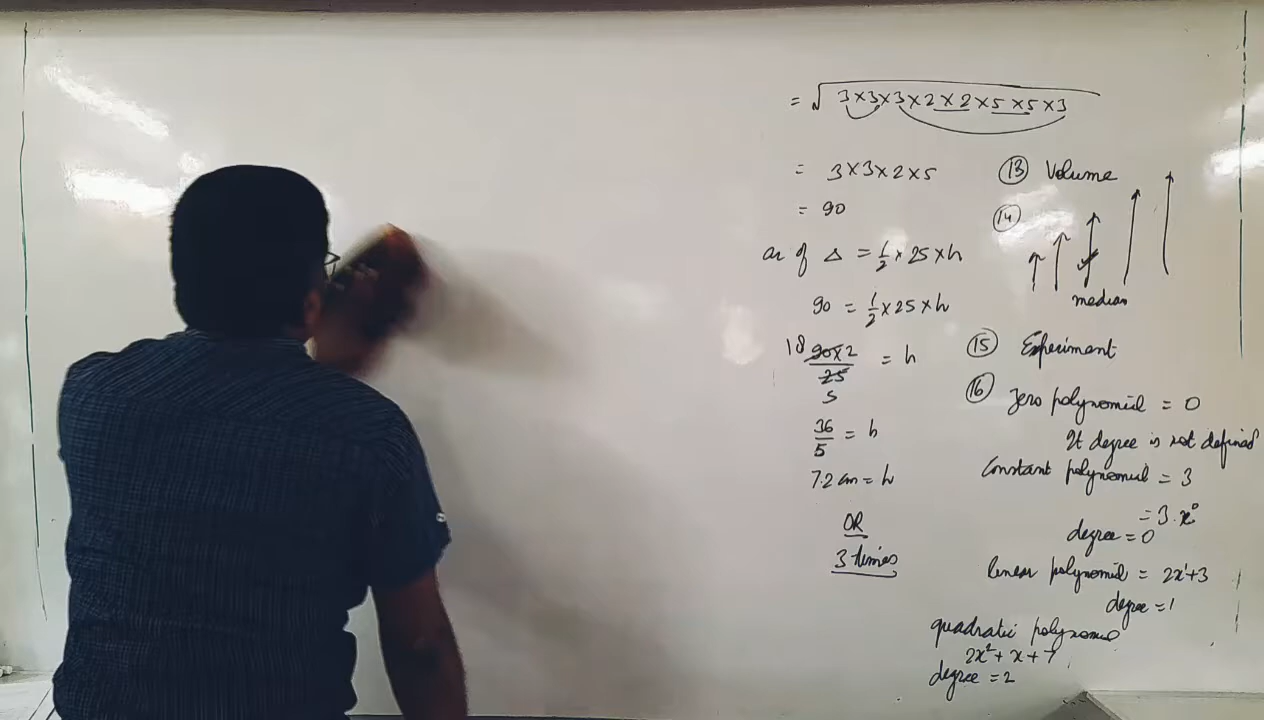 = √3×3×3×2×2×5×5×3
= 3×3×2×5
= 90
ar of Δ = 1/2 × 25 × h
90 = 1/2 × 25 × h
18 90×2/25 = h
5
36/5 = h
7.2 cm = h
OR
3 times
13 Volume
14
median
15 Experiment
16 Zero polynomial = 0
It degree is not defined
Constant polynomial = 3
= 3.x⁰
degree = 0
linear polynomial = 2x¹+3
degree = 1
quadratic polynomial
2x²+x+7
degree = 2